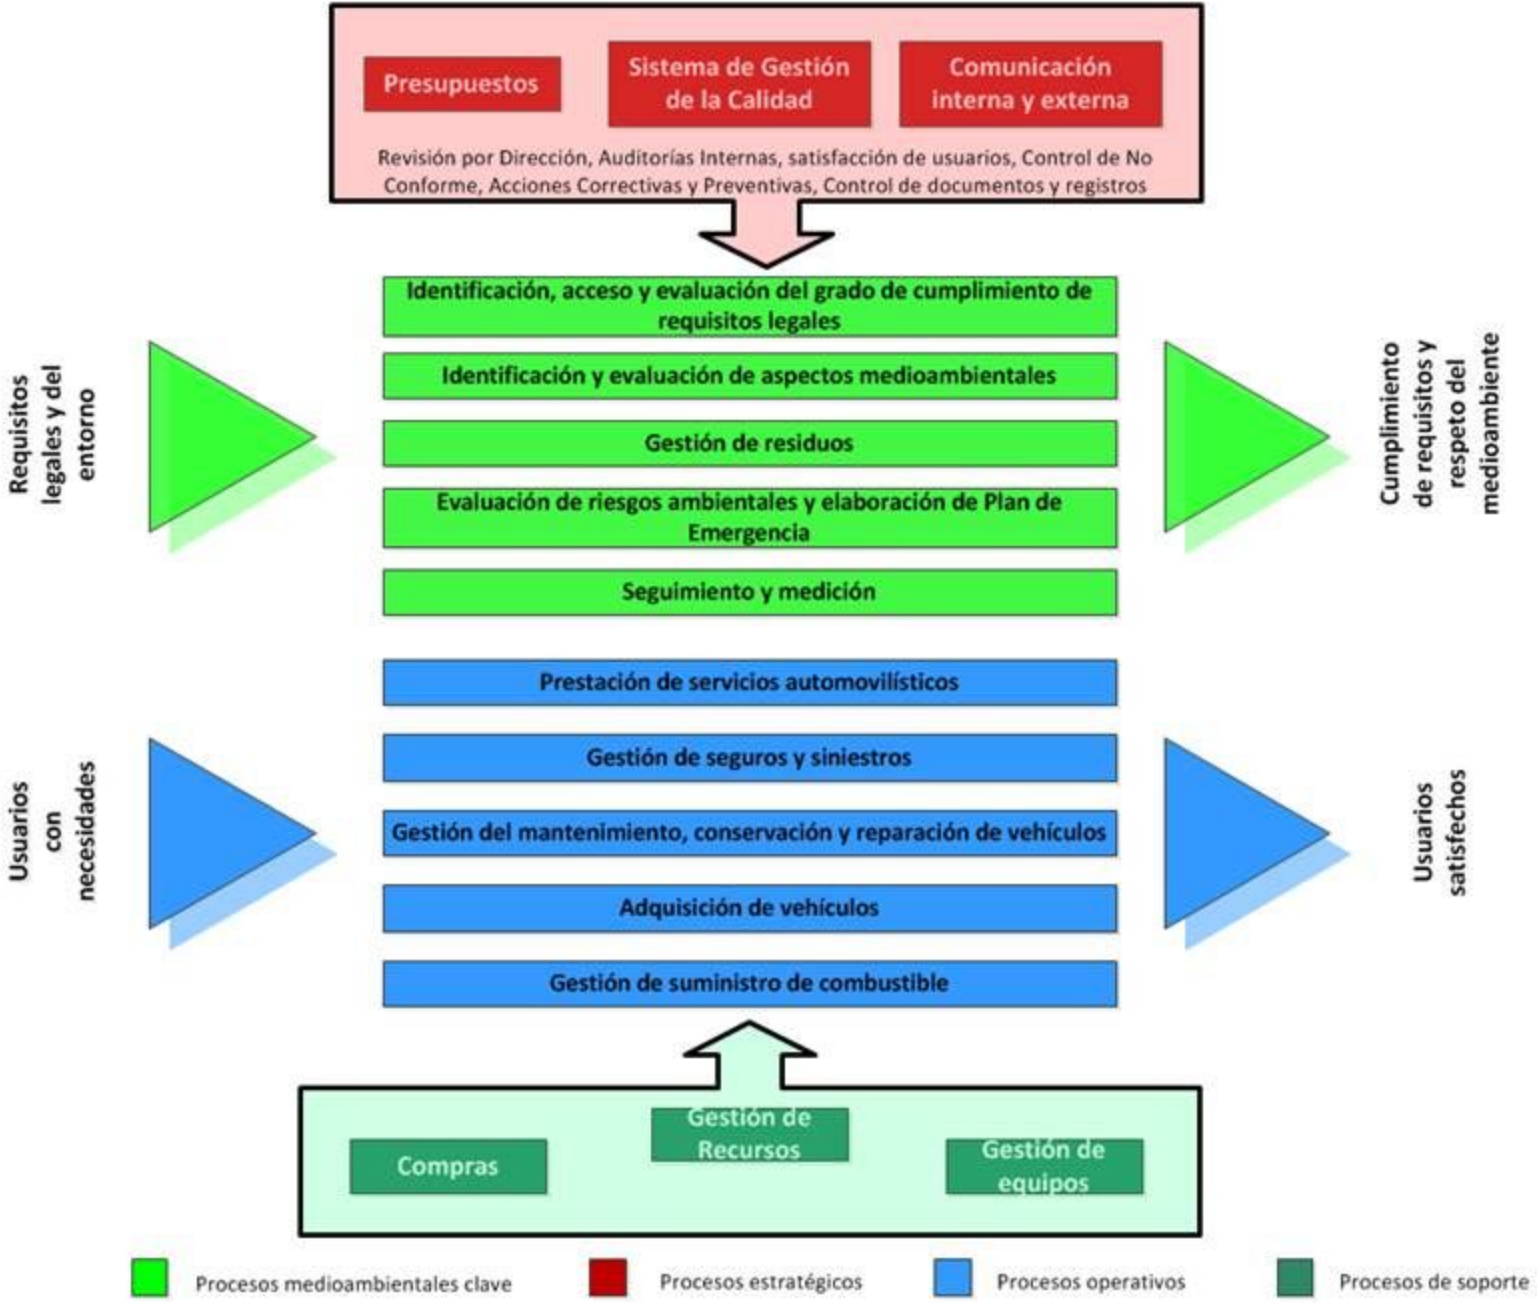 Presupuestos
Sistema de Gestión
de la Calidad
Comunicación
interna y externa
Revisión por Dirección, Auditorías Internas, satisfacción de usuarios, Control de No
Conforme, Acciones Correctivas y Preventivas, Control de documentos y registros
Requisitos
legales y del
entorno
Identificación, acceso y evaluación del grado de cumplimiento de
requisitos legales
Identificación y evaluación de aspectos medioambientales
Gestión de residuos
Evaluación de riesgos ambientales y elaboración de Plan de
Emergencia
Seguimiento y medición
Cumplimiento
de requisitos y
respeto del
medioambiente
Usuarios
con
necesidades
Prestación de servicios automovilísticos
Gestión de seguros y siniestros
Gestión del mantenimiento, conservación y reparación de vehículos
Adquisición de vehículos
Gestión de suministro de combustible
Usuarios
satisfechos
Compras
Gestión de
Recursos
Gestión de
equipos
Procesos medioambientales clave
Procesos estratégicos
Procesos operativos
Procesos de soporte